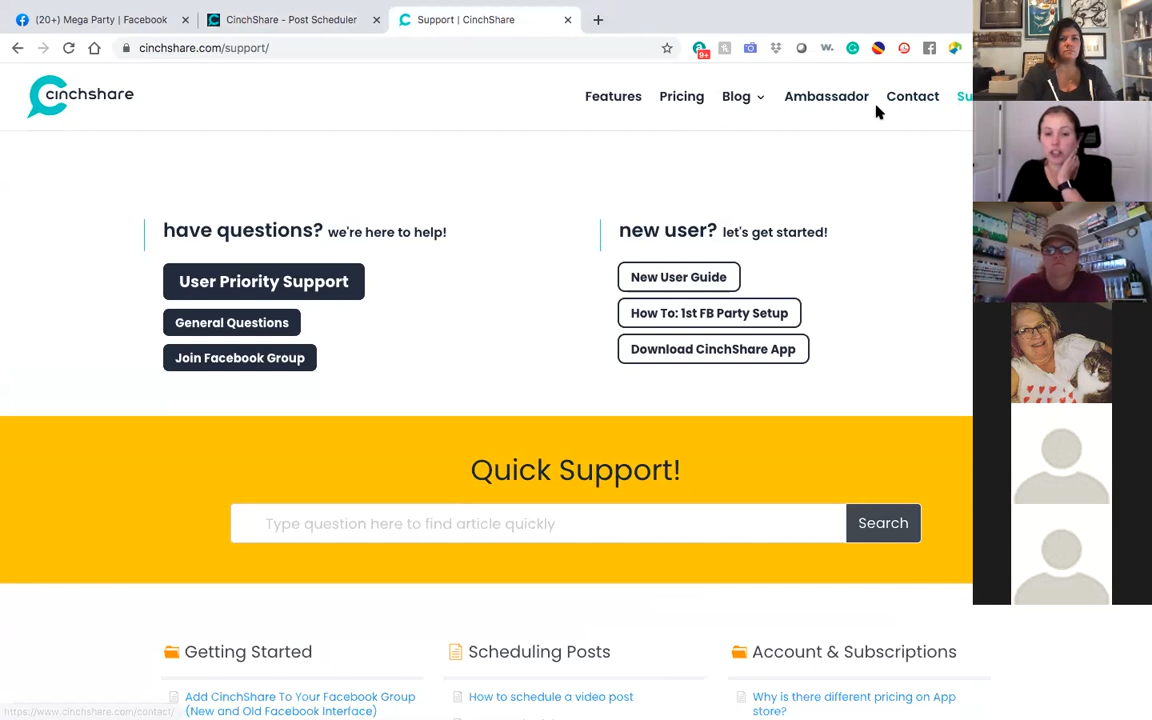 (20+) Mega Party | Facebook
CinchShare - Post Scheduler
Support | CinchShare
cinchshare.com/support/
9+
cinchshare
Features
Pricing
Blog
Ambassador
Contact
Su
have questions? we're here to help!
User Priority Support
General Questions
Join Facebook Group
new user? let's get started!
New User Guide
How To: 1st FB Party Setup
Download CinchShare App
Quick Support!
Type question here to find article quickly
Search
Getting Started
Add CinchShare To Your Facebook Group
(New and Old Facebook Interface)
Scheduling Posts
How to schedule a video post
Account & Subscriptions
Why is there different pricing on App
store?
https://www.cinchshare.com/contact/